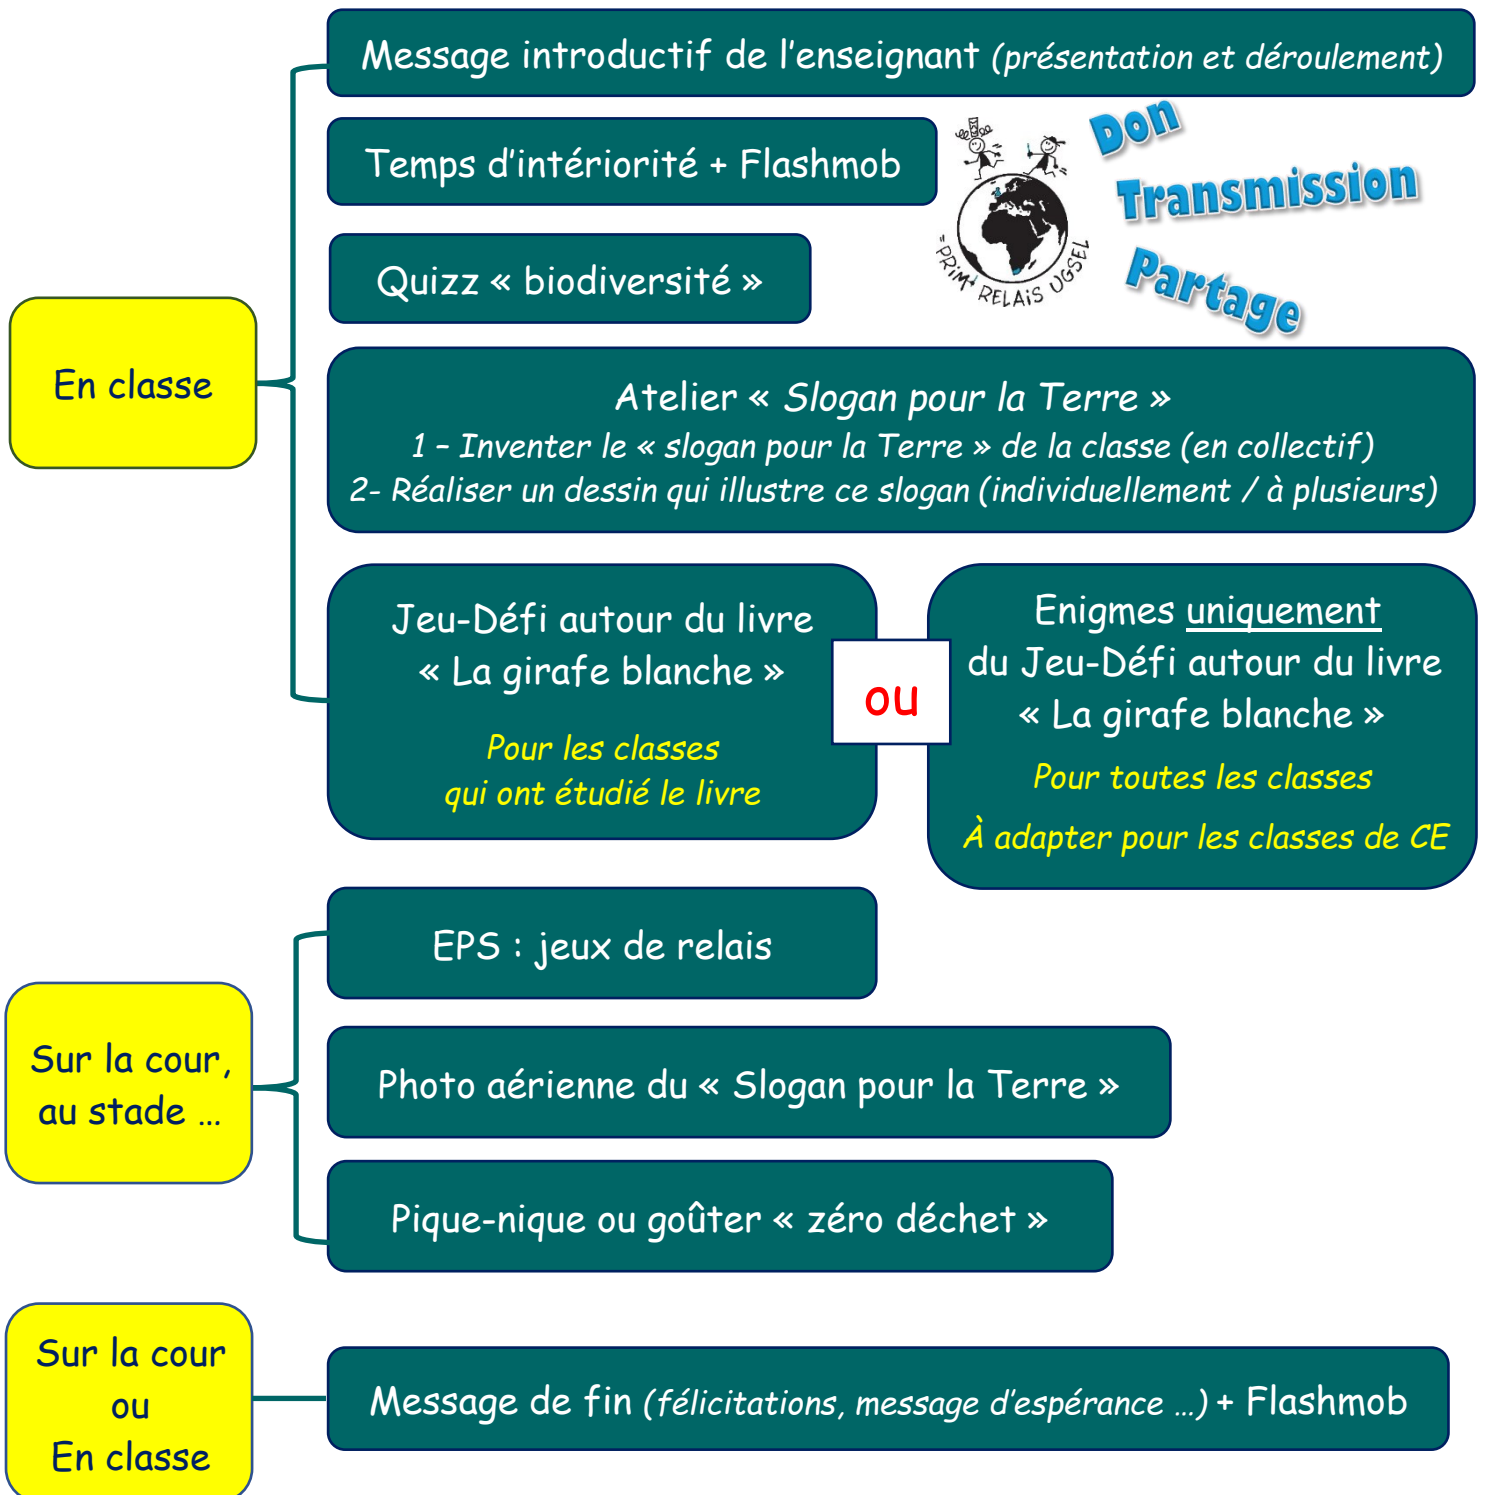 Message introductif de l'enseignant (présentation et déroulement)
Temps d'intériorité + Flashmob
Don
Transmission
Partage
"PRiM' RELAiS UGSEL
Quizz « biodiversité »
En classe
Atelier « Slogan pour la Terre »
1 – Inventer le « slogan pour la Terre » de la classe (en collectif)
2- Réaliser un dessin qui illustre ce slogan (individuellement / à plusieurs)
Jeu-Défi autour du livre
« La girafe blanche »
Pour les classes
qui ont étudié le livre
ou
Enigmes uniquement
du Jeu-Défi autour du livre
« La girafe blanche »
Pour toutes les classes
À adapter pour les classes de CE
Sur la cour,
au stade …
EPS : jeux de relais
Photo aérienne du « Slogan pour la Terre »
Pique-nique ou goûter « zéro déchet »
Sur la cour
ou
En classe
Message de fin (félicitations, message d'espérance …) + Flashmob